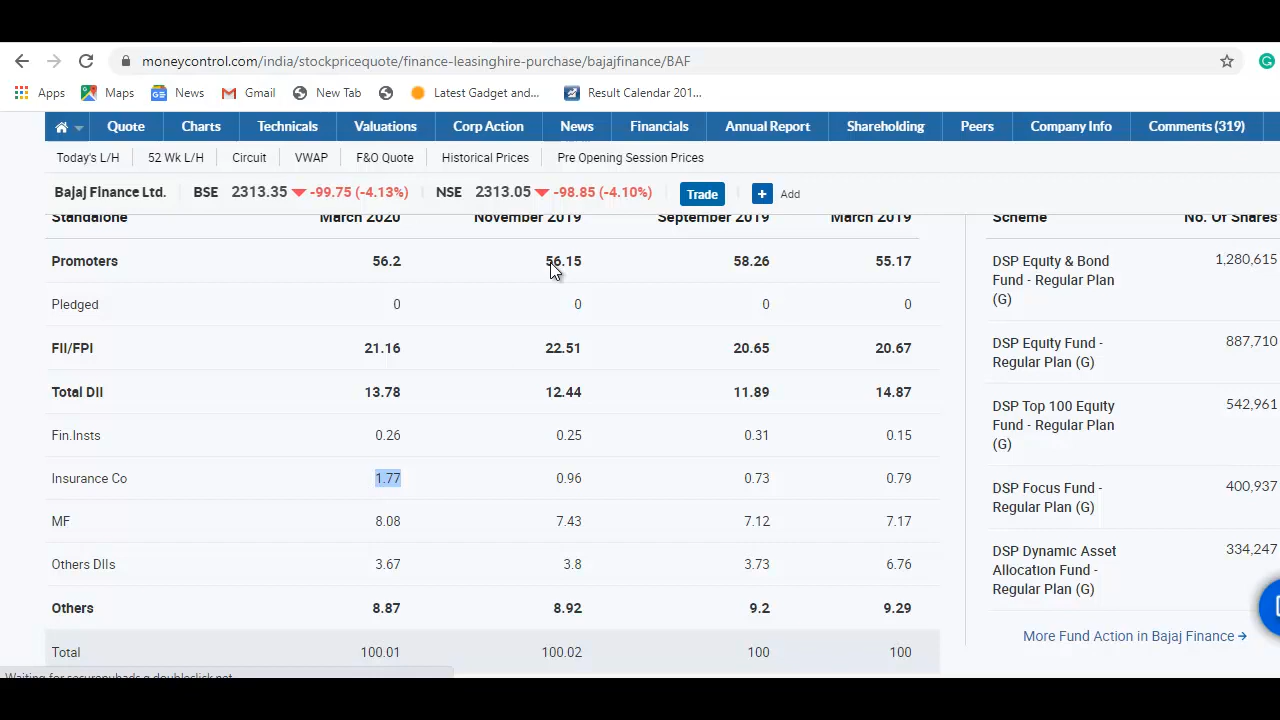 moneycontrol.com/india/stockpricequote/finance-leasinghire-purchase/bajajfinance/BAF
Apps Maps News Gmail New Tab Latest Gadget and... Result Calendar 201...
Quote Charts Technicals Valuations Corp Action News Financials Annual Report Shareholding Peers Company Info Comments (319)
Today's L/H 52 Wk L/H Circuit VWAP F&O Quote Historical Prices Pre Opening Session Prices
Bajaj Finance Ltd. BSE 2313.35 -99.75 (-4.13%) NSE 2313.05 -98.85 (-4.10%) Trade + Add
Standalone March 2020 November 2019 September 2019 March 2019
Promoters 56.2 56.15 58.26 55.17
Pledged 0 0 0 0
FII/FPI 21.16 22.51 20.65 20.67
Total DII 13.78 12.44 11.89 14.87
Fin.Insts 0.26 0.25 0.31 0.15
Insurance Co 1.77 0.96 0.73 0.79
MF 8.08 7.43 7.12 7.17
Others DIIs 3.67 3.8 3.73 6.76
Others 8.87 8.92 9.2 9.29
Total 100.01 100.02 100 100
Scheme No. Of Shares
DSP Equity & Bond 1,280,615
Fund - Regular Plan
(G)
DSP Equity Fund - 887,710
Regular Plan (G)
DSP Top 100 Equity 542,961
Fund - Regular Plan
(G)
DSP Focus Fund - 400,937
Regular Plan (G)
DSP Dynamic Asset 334,247
Allocation Fund -
Regular Plan (G)
More Fund Action in Bajaj Finance